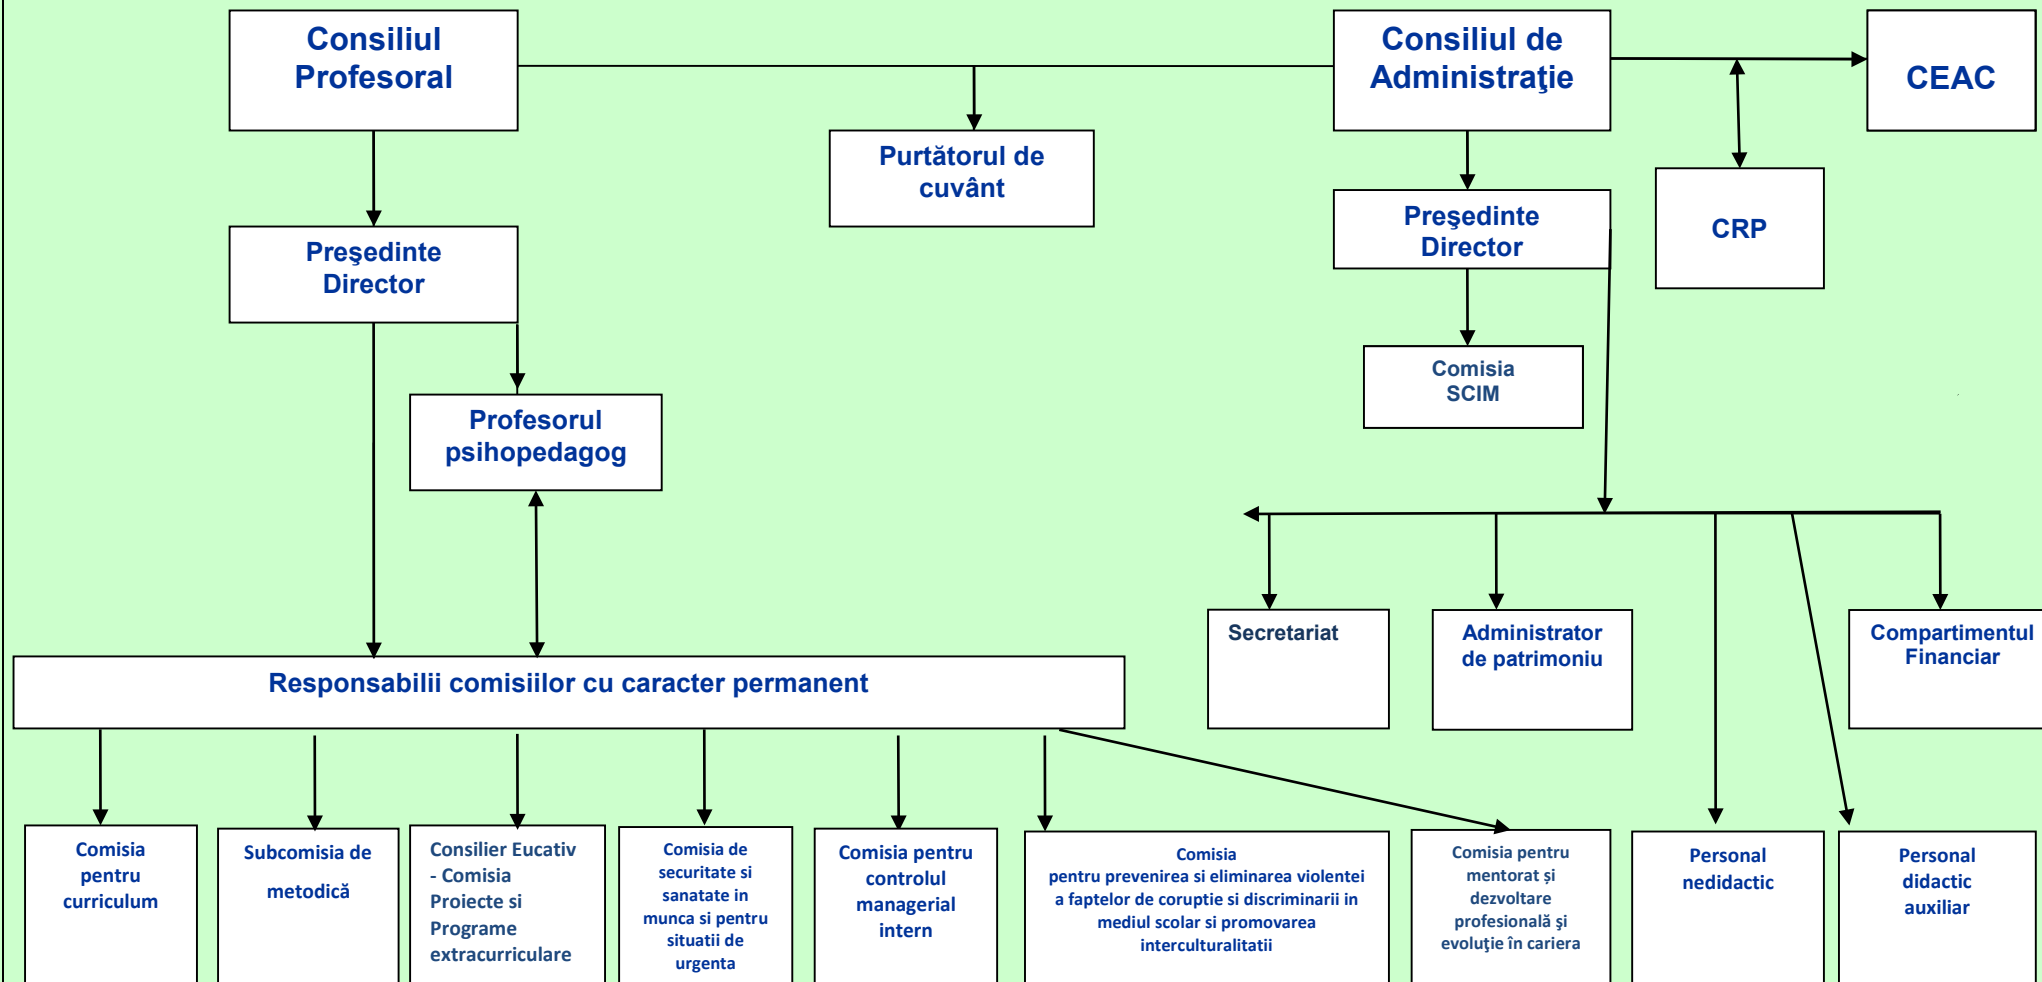 Consiliul
Profesoral
Consiliul de
Administraţie
CEAC
Purtătorul de
cuvânt
Preşedinte
Director
Preşedinte
Director
CRP
Comisia
SCIM
Profesorul
psihopedagog
Secretariat
Administrator
de patrimoniu
Compartimentul
Financiar
Responsabilii comisiilor cu caracter permanent
Comisia
pentru
curriculum
Subcomisia de
metodică
Consilier Eucativ
- Comisia
Proiecte si
Programe
extracurriculare
Comisia de
securitate si
sanatate in
munca si pentru
situatii de
urgenta
Comisia pentru
controlul
managerial
intern
Comisia
pentru prevenirea si eliminarea violentei
a faptelor de coruptie si discriminarii in
mediul scolar si promovarea
interculturalitatii
Comisia pentru
mentorat și
dezvoltare
profesională şi
evoluţie în cariera
Personal
nedidactic
Personal
didactic
auxiliar